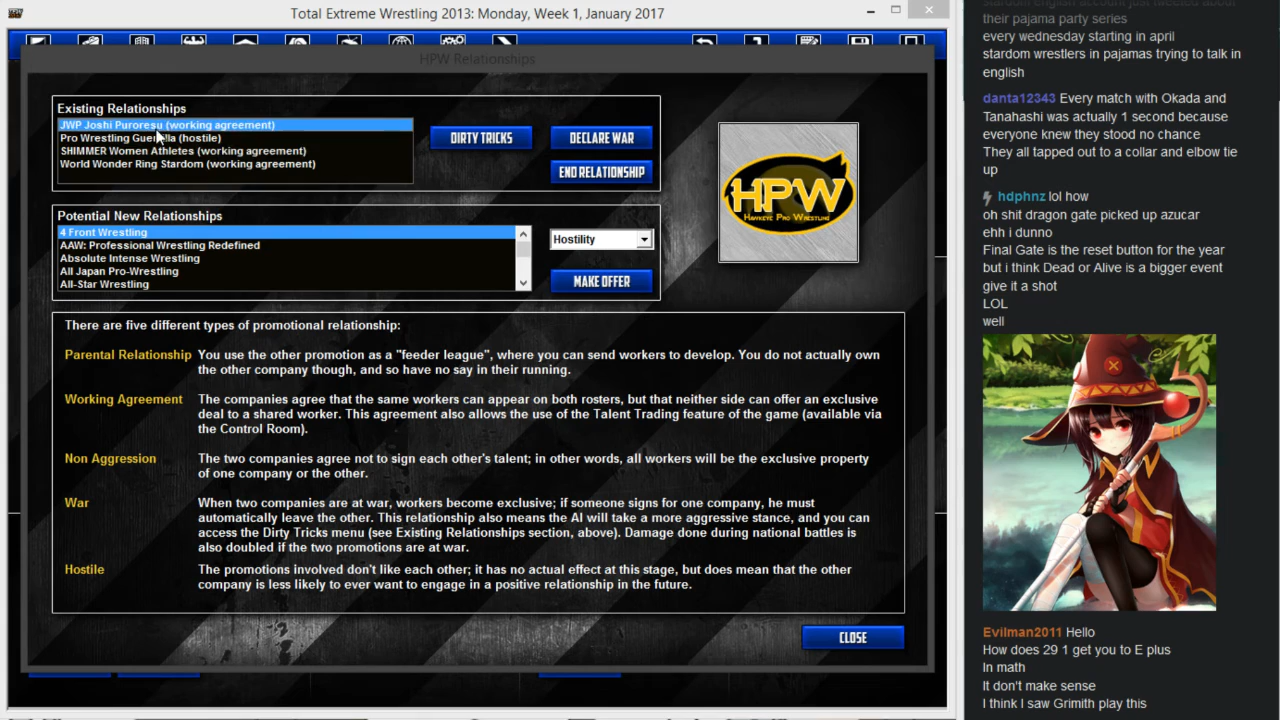 Total Extreme Wrestling 2013: Monday, Week 1, January 2017
HPW Relationships
Existing Relationships
JWP Joshi Puroresu (working agreement)
Pro Wrestling Guerrilla (hostile)
SHIMMER Women Athletes (working agreement)
World Wonder Ring Stardom (working agreement)
DIRTY TRICKS
DECLARE WAR
END RELATIONSHIP
HPW
HAWKEYE PRO WRESTLING
Potential New Relationships
4 Front Wrestling
AAW: Professional Wrestling Redefined
Absolute Intense Wrestling
All Japan Pro-Wrestling
All-Star Wrestling
Hostility
MAKE OFFER
There are five different types of promotional relationship:
Parental Relationship You use the other promotion as a "feeder league", where you can send workers to develop. You do not actually own
the other company though, and so have no say in their running.
Working Agreement The companies agree that the same workers can appear on both rosters, but that neither side can offer an exclusive
deal to a shared worker. This agreement also allows the use of the Talent Trading feature of the game (available via
the Control Room).
Non Aggression The two companies agree not to sign each other's talent; in other words, all workers will be the exclusive property
of one company or the other.
War When two companies are at war, workers become exclusive; if someone signs for one company, he must
automatically leave the other. This relationship also means the AI will take a more aggressive stance, and you can
access the Dirty Tricks menu (see Existing Relationships section, above). Damage done during national battles is
also doubled if the two promotions are at war.
Hostile The promotions involved don't like each other; it has no actual effect at this stage, but does mean that the other
company is less likely to ever want to engage in a positive relationship in the future.
CLOSE
stardom english account just tweeted about
their pajama party series
every wednesday starting in april
stardom wrestlers in pajamas trying to talk in
english
danta12343 Every match with Okada and
Tanahashi was actually 1 second because
everyone knew they stood no chance
They all tapped out to a collar and elbow tie
up
hdphnz lol how
oh shit dragon gate picked up azucar
ehh i dunno
Final Gate is the reset button for the year
but i think Dead or Alive is a bigger event
give it a shot
LOL
well
Evilman2011 Hello
How does 29 1 get you to E plus
In math
It don't make sense
I think I saw Grimith play this